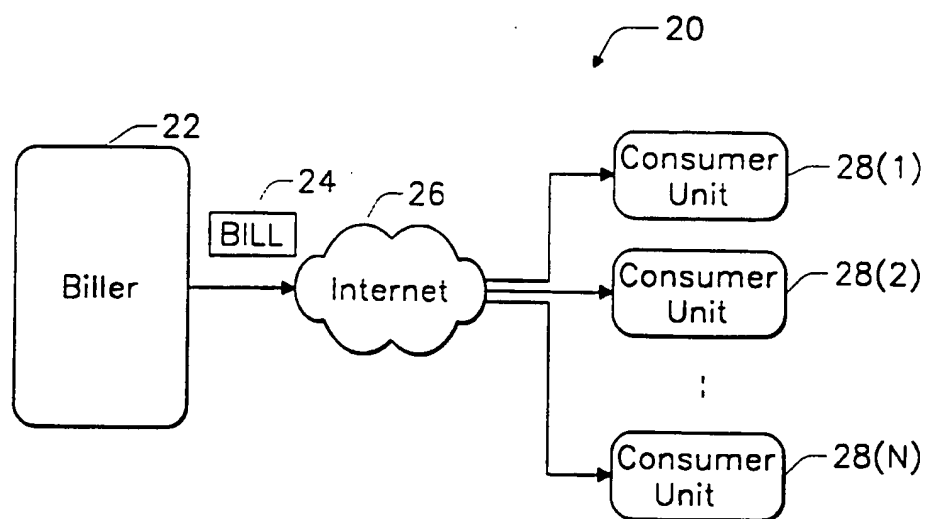 20
22
24
26
BILL
Biller
Internet
Consumer
Unit
28(1)
Consumer
Unit
28(2)
Consumer
Unit
28(N)